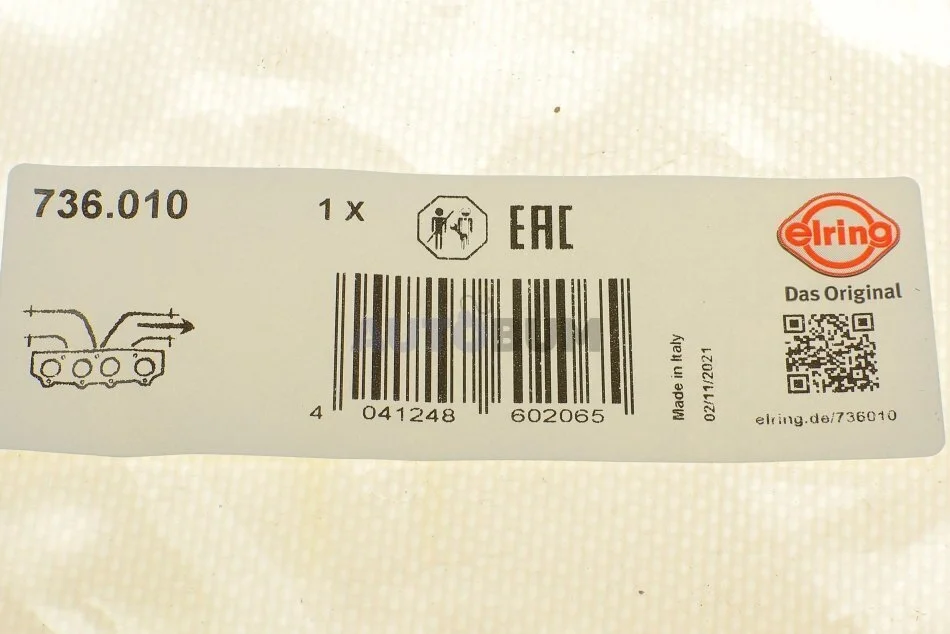 736.010
1 X
EAC
elring
Das Original
AUTOBUM
4 041248 602065
Made in Italy
02/11/2021
elring.de/736010